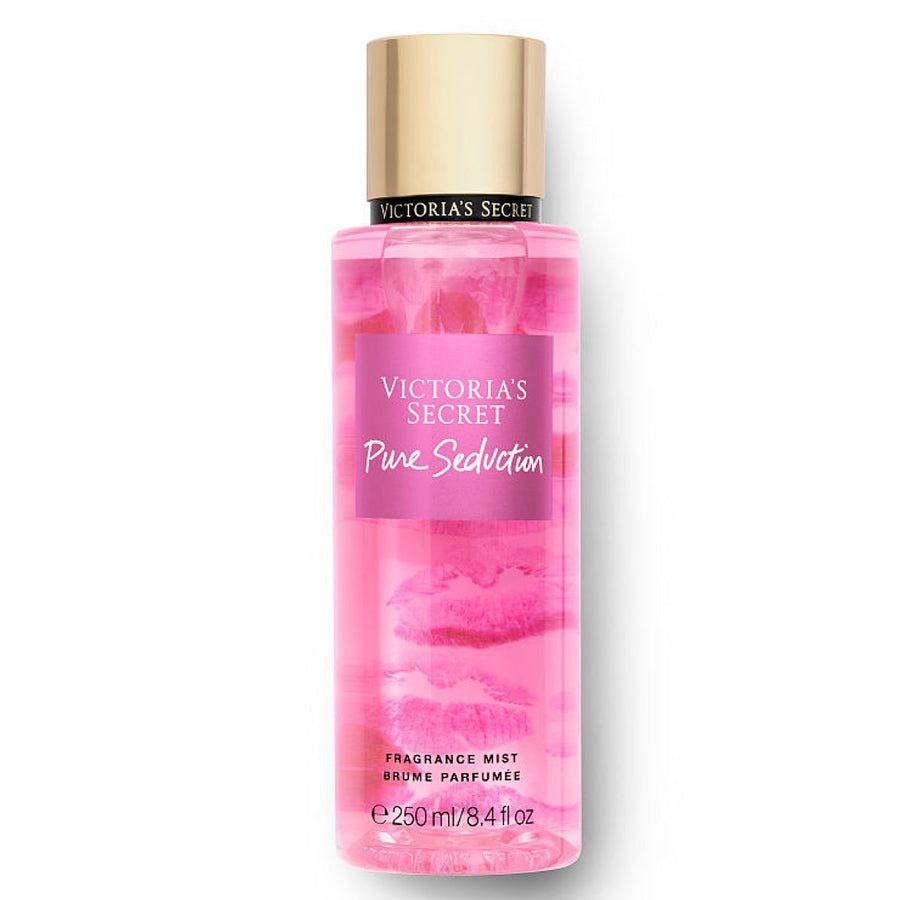 VICTORIA'S SECRET
VICTORIA'S
SECRET
Pure Seduction
FRAGRANCE MIST
BRUME PARFUMÉE
℮ 250 ml/8.4 fl oz